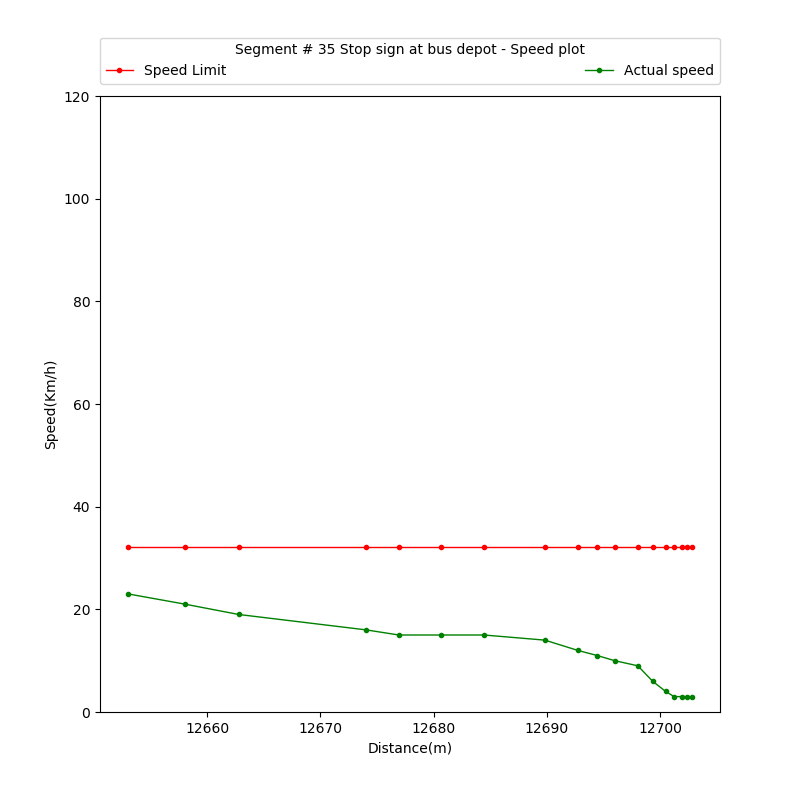 Segment # 35 Stop sign at bus depot - Speed plot
Speed Limit
Actual speed
120
100
80
60
40
20
0
Speed(Km/h)
12660
12670
12680
12690
12700
Distance(m)